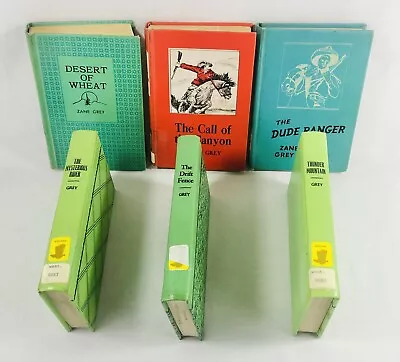 DESERT
OF
WHEAT
ZANE GREY
The Call of
the Canyon
GREY
THE
DUDE RANGER
ZANE
GREY
THE
MYSTERIOUS
RIDER
GREY
The
Drift
Fence
GREY
THUNDER
MOUNTAIN
GREY